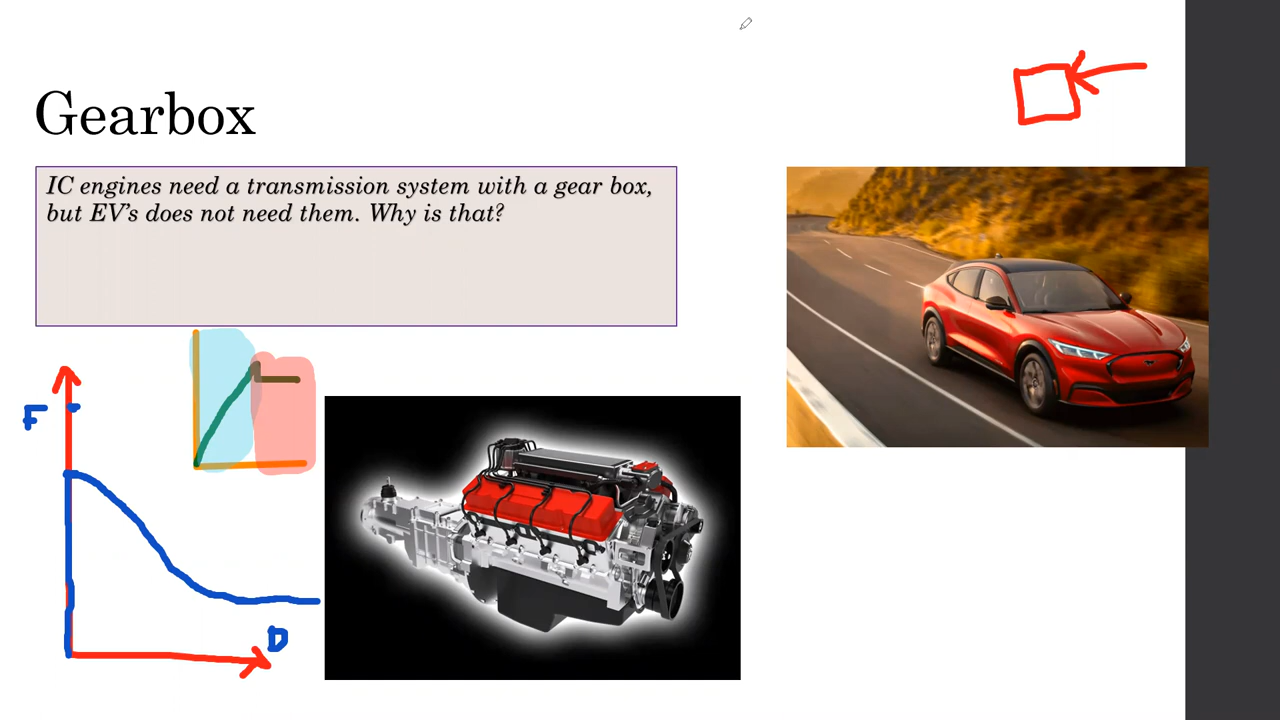 Gearbox
IC engines need a transmission system with a gear box,
but EV's does not need them. Why is that?
F
D